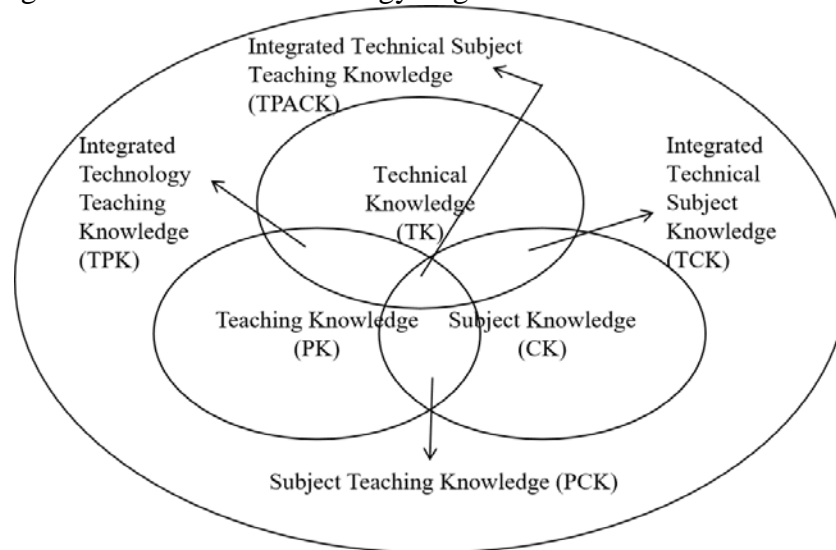 Integrated Technical Subject
Teaching Knowledge
(TPACK)
Integrated
Technology
Teaching
Knowledge
(TPK)
Technical
Knowledge
(TK)
Integrated
Technical
Subject
Knowledge
(TCK)
Teaching Knowledge
(PK)
Subject Knowledge
(CK)
Subject Teaching Knowledge (PCK)